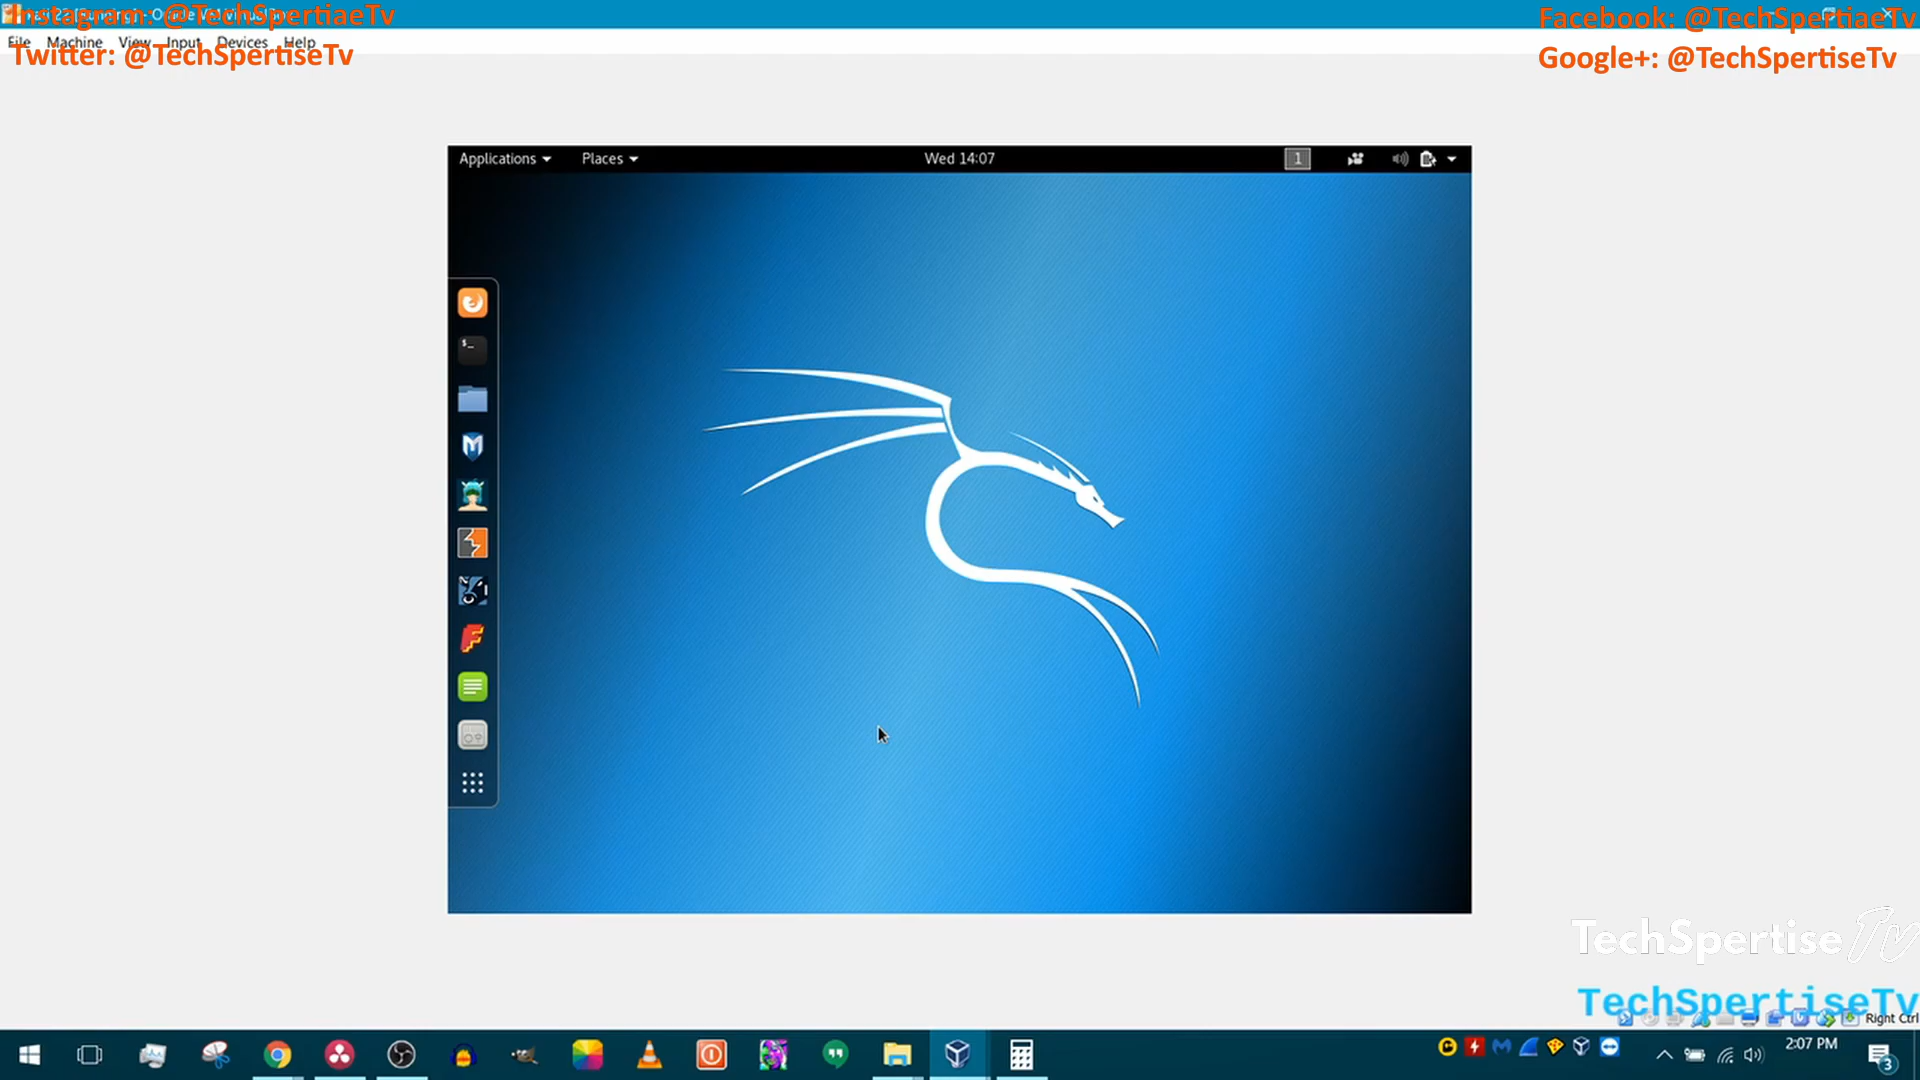 Instagram: @TechSpertiaeTv
Facebook: @TechSpertiaeTv
File Machine View Input Devices Help
Twitter: @TechSpertiseTv
Google+: @TechSpertiseTv
Applications Places Wed 14:07 1
$_
TechSpertise Tv
TechSpertiseTv
Right Ctrl
2:07 PM
3